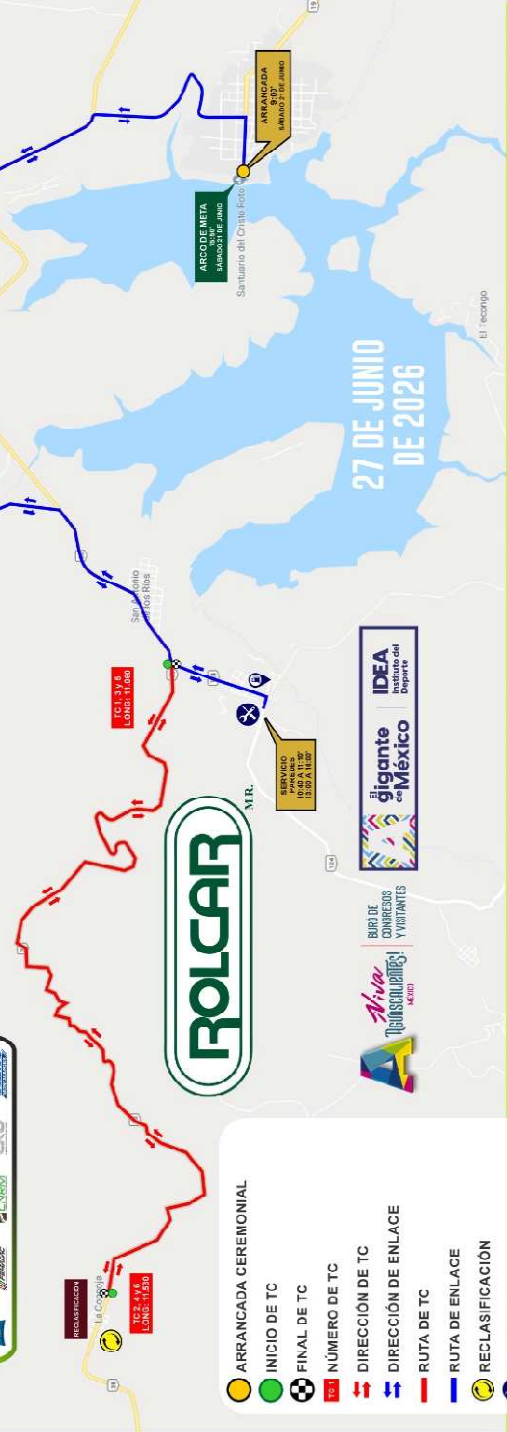 ARCO DE META
SÁBADO 21 DE JUNIO
ARRANCADA
SÁBADO
DE JUNIO
Santuario del Cristo Roto
19
El Tecongo
27 DE JUNIO
DE 2026
San Antonio
de los Ríos
TC 1, 3 y 5
LONG: 11.060
SERVICIO
PAREDES
10:40 A 11:10'
13:00 A 14:00'
124
ROLCAR
M.R.
El
gigante
de México
IDEA
Instituto del
Deporte
¡Viva
Aguascalientes!
MÉXICO
BURÓ DE
CONGRESOS
Y VISITANTES
RECLASIFICACIÓN
La Congoja
TC 2, 4 y 6
LONG: 11.530
ARRANCADA CEREMONIAL
INICIO DE TC
FINAL DE TC
TC 1
NÚMERO DE TC
DIRECCIÓN DE TC
DIRECCIÓN DE ENLACE
RUTA DE TC
RUTA DE ENLACE
RECLASIFICACIÓN